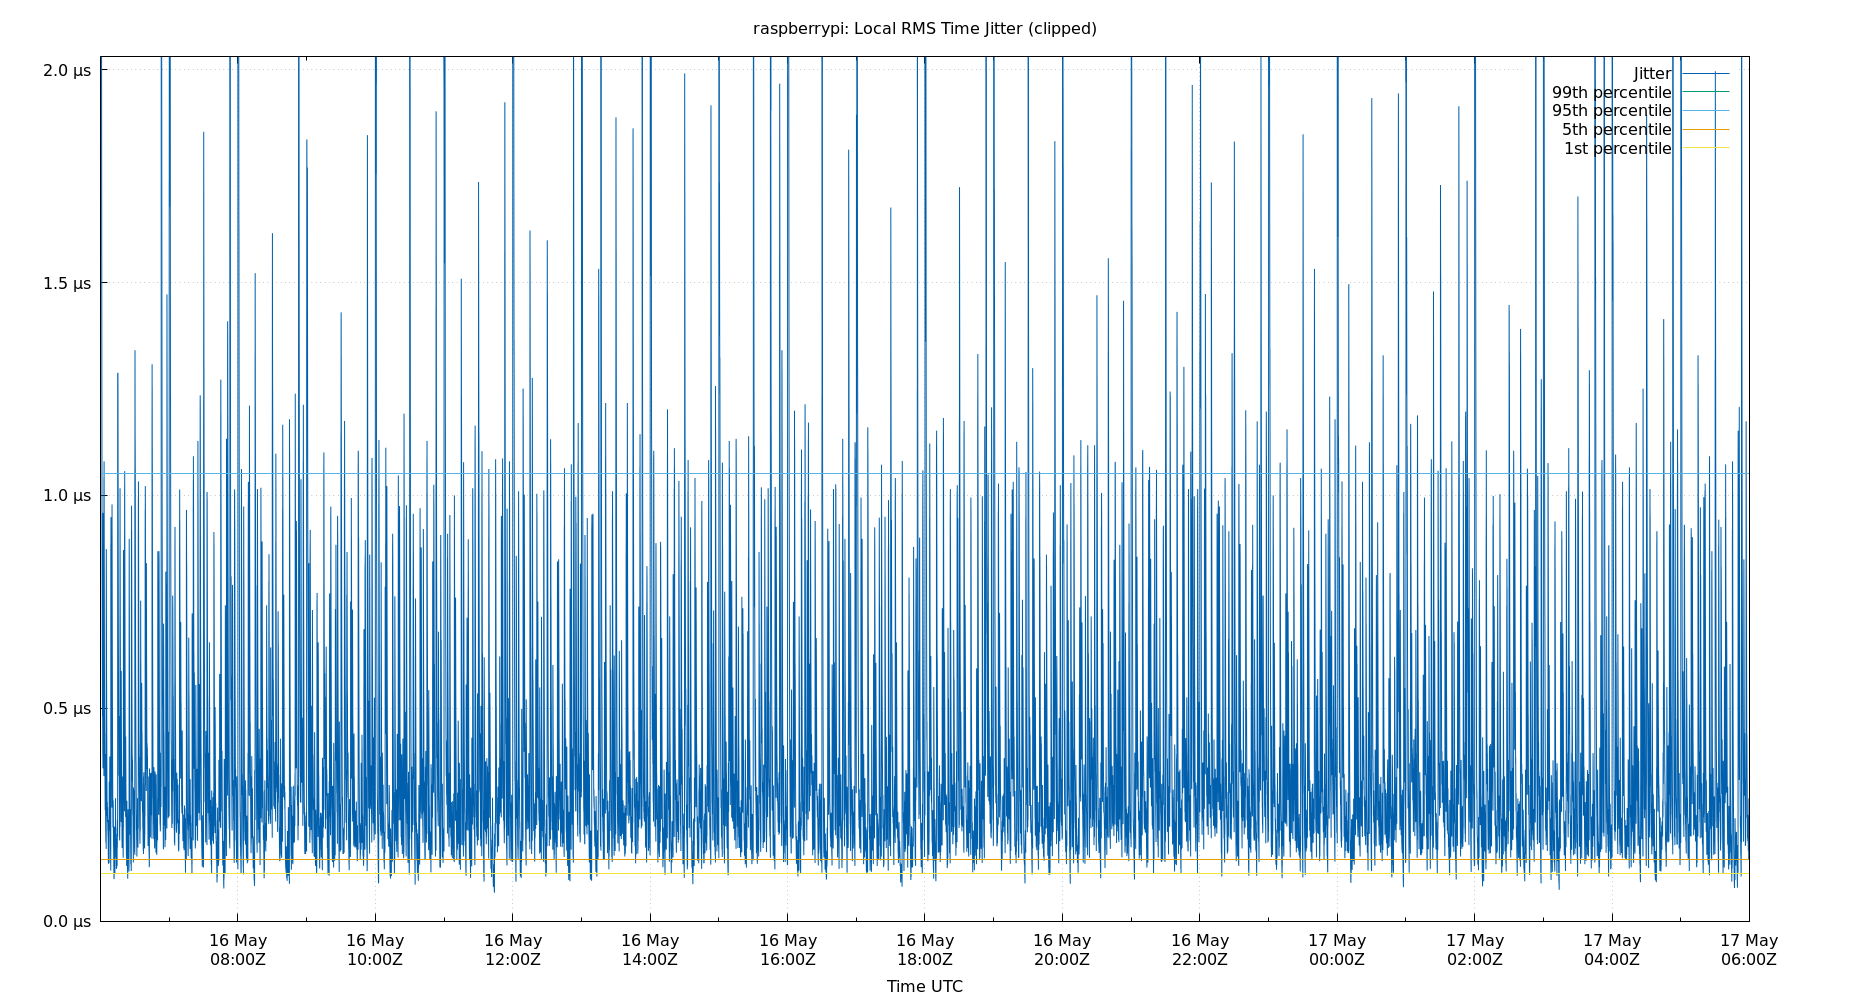 raspberrypi: Local RMS Time Jitter (clipped)
2.0 µs
1.5 µs
1.0 µs
0.5 µs
0.0 µs
Jitter
99th percentile
95th percentile
5th percentile
1st percentile
16 May 08:00Z
16 May 10:00Z
16 May 12:00Z
16 May 14:00Z
16 May 16:00Z
16 May 18:00Z
16 May 20:00Z
16 May 22:00Z
17 May 00:00Z
17 May 02:00Z
17 May 04:00Z
17 May 06:00Z
Time UTC